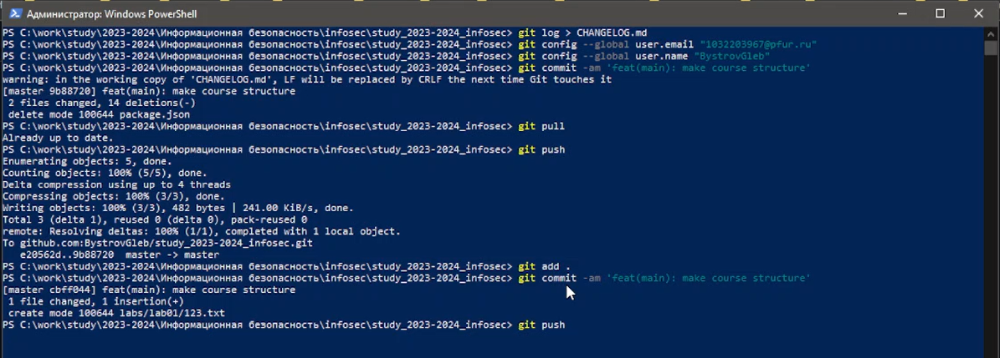 Администратор: Windows PowerShell
PS C:\work\study\2023-2024\Информационная безопасность\infosec\study_2023-2024_infosec> git log > CHANGELOG.md
PS C:\work\study\2023-2024\Информационная безопасность\infosec\study_2023-2024_infosec> git config --global user.email "1032203967@pfur.ru"
PS C:\work\study\2023-2024\Информационная безопасность\infosec\study_2023-2024_infosec> git config --global user.name "BystrovGleb"
PS C:\work\study\2023-2024\Информационная безопасность\infosec\study_2023-2024_infosec> git commit -am 'feat(main): make course structure'
warning: in the working copy of 'CHANGELOG.md', LF will be replaced by CRLF the next time Git touches it
[master 9b88720] feat(main): make course structure
 2 files changed, 14 deletions(-)
 delete mode 100644 package.json
PS C:\work\study\2023-2024\Информационная безопасность\infosec\study_2023-2024_infosec> git pull
Already up to date.
PS C:\work\study\2023-2024\Информационная безопасность\infosec\study_2023-2024_infosec> git push
Enumerating objects: 5, done.
Counting objects: 100% (5/5), done.
Delta compression using up to 4 threads
Compressing objects: 100% (3/3), done.
Writing objects: 100% (3/3), 482 bytes | 241.00 KiB/s, done.
Total 3 (delta 1), reused 0 (delta 0), pack-reused 0
remote: Resolving deltas: 100% (1/1), completed with 1 local object.
To github.com:BystrovGleb/study_2023-2024_infosec.git
   e20562d..9b88720  master -> master
PS C:\work\study\2023-2024\Информационная безопасность\infosec\study_2023-2024_infosec> git add .
PS C:\work\study\2023-2024\Информационная безопасность\infosec\study_2023-2024_infosec> git commit -am 'feat(main): make course structure'
[master cbff044] feat(main): make course structure
 1 file changed, 1 insertion(+)
 create mode 100644 labs/lab01/123.txt
PS C:\work\study\2023-2024\Информационная безопасность\infosec\study_2023-2024_infosec> git push